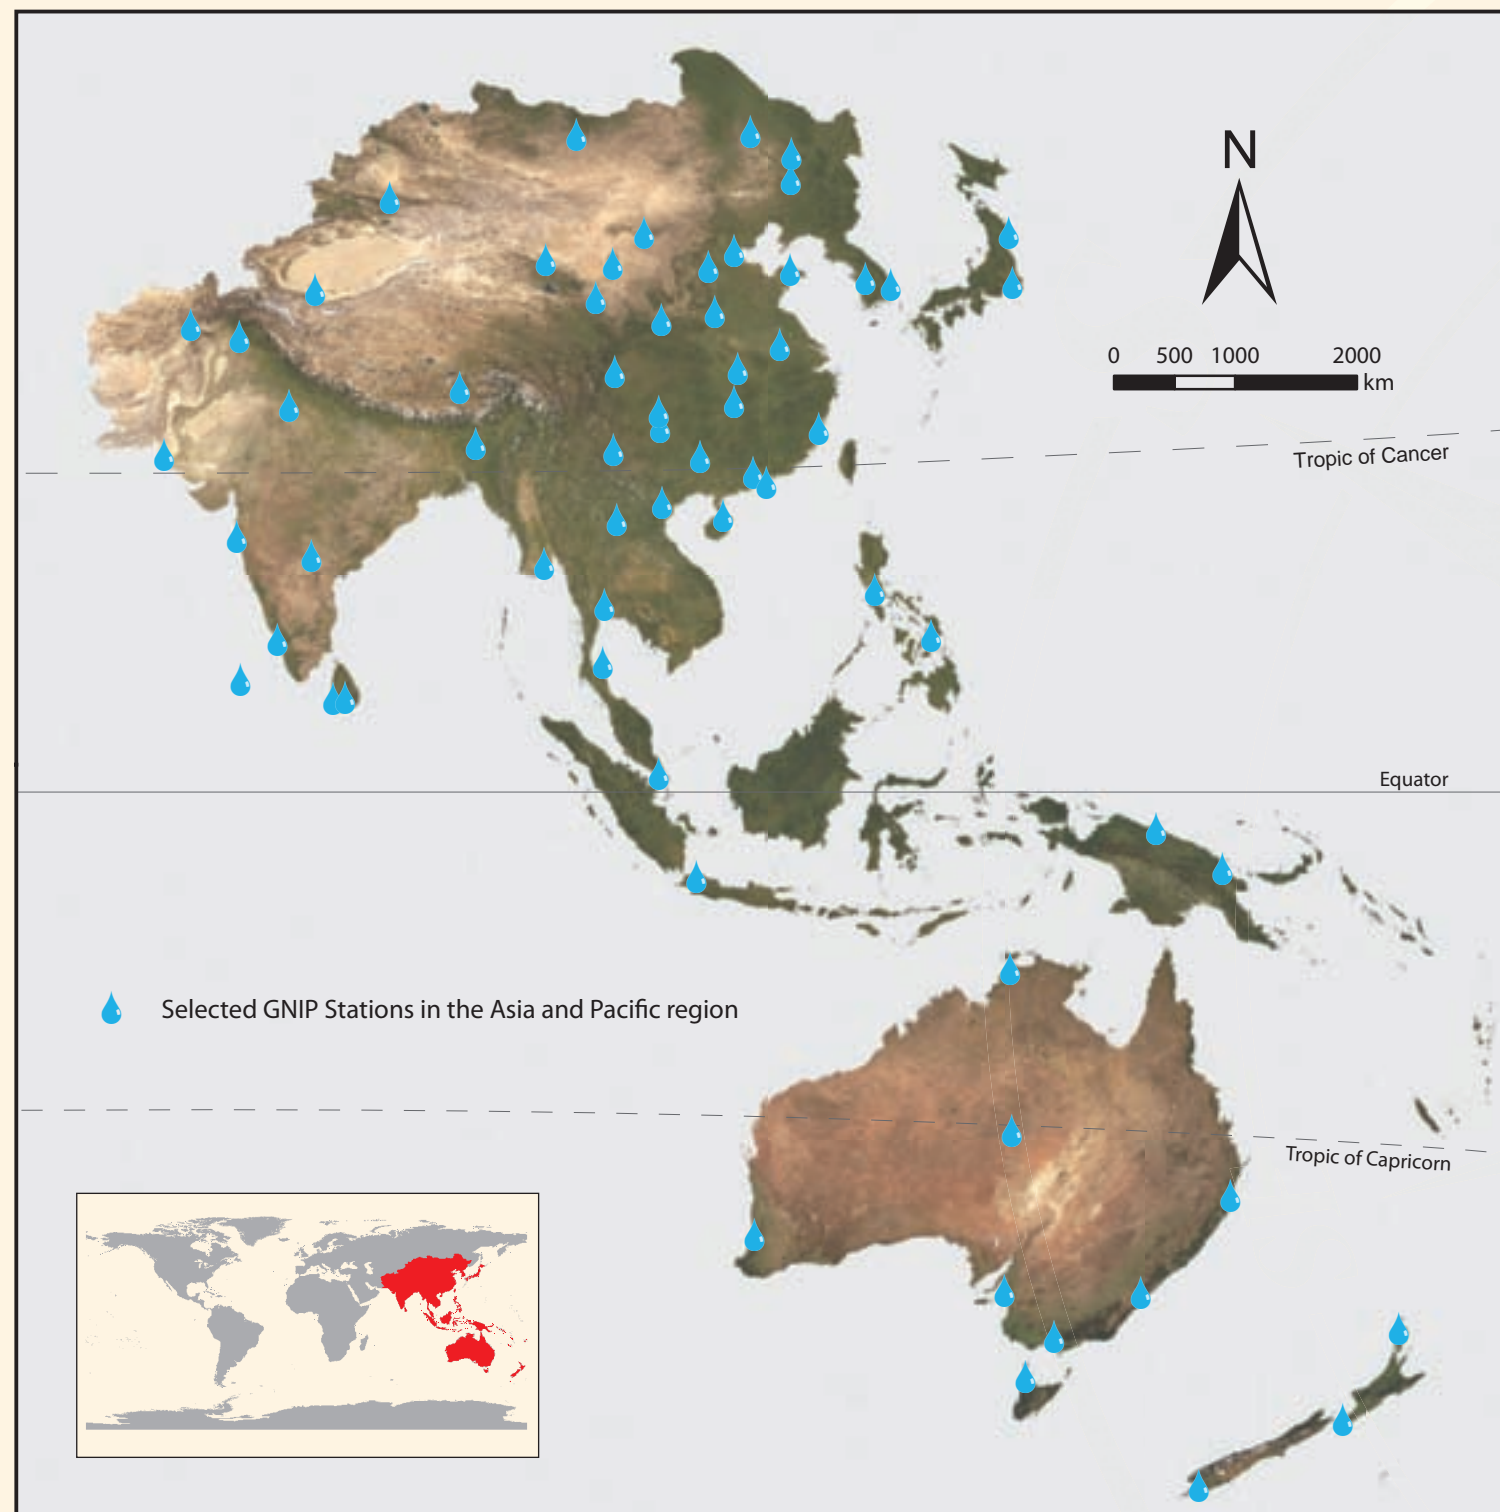 N
0 500 1000 2000
km
Tropic of Cancer
Equator
Selected GNIP Stations in the Asia and Pacific region
Tropic of Capricorn